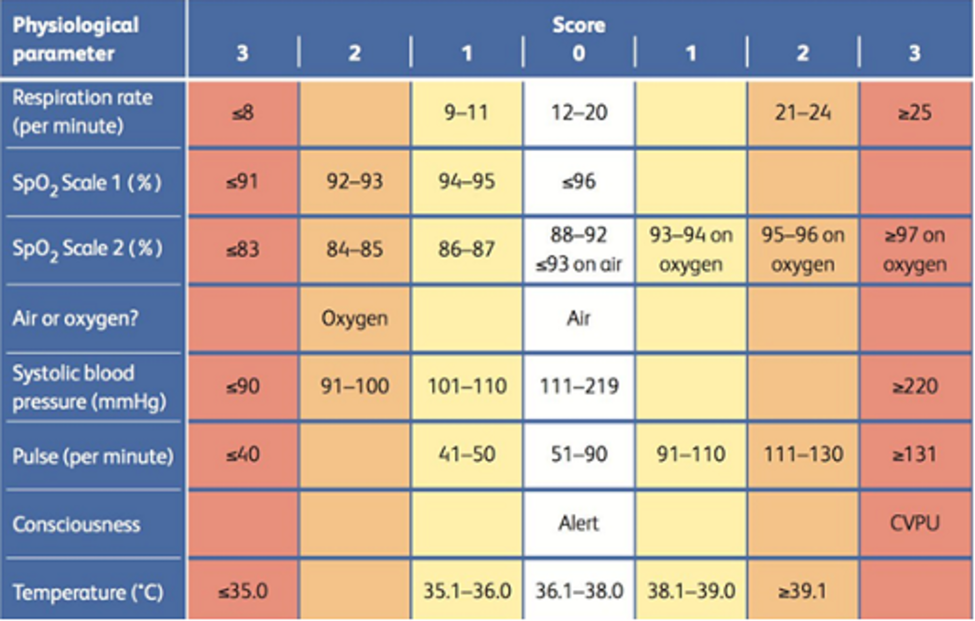 Physiological parameter Score
3 2 1 0 1 2 3
Respiration rate (per minute) ≤8 9–11 12–20 21–24 ≥25
SpO₂ Scale 1 (%) ≤91 92–93 94–95 ≤96
SpO₂ Scale 2 (%) ≤83 84–85 86–87 88–92 ≤93 on air 93–94 on oxygen 95–96 on oxygen ≥97 on oxygen
Air or oxygen? Oxygen Air
Systolic blood pressure (mmHg) ≤90 91–100 101–110 111–219 ≥220
Pulse (per minute) ≤40 41–50 51–90 91–110 111–130 ≥131
Consciousness Alert CVPU
Temperature (°C) ≤35.0 35.1–36.0 36.1–38.0 38.1–39.0 ≥39.1